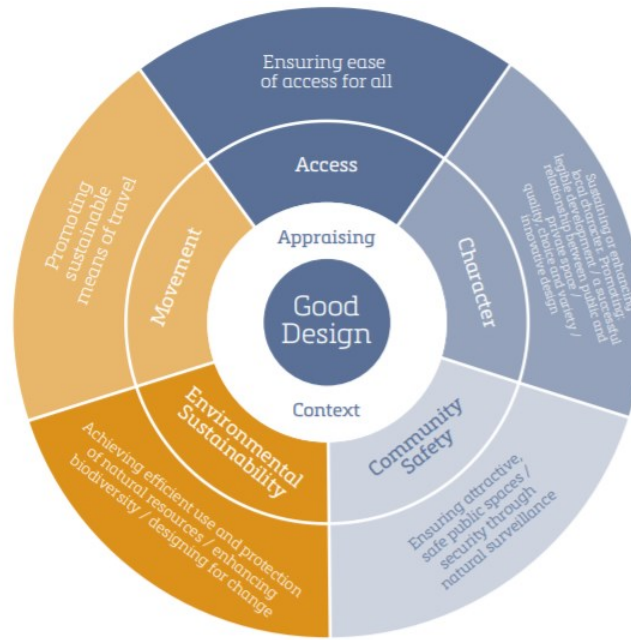 Ensuring ease
of access for all
Access
Sustaining or enhancing
local character. Promoting:
legible development / a successful
relationship between public and
private space /
quality, choice and variety /
innovative design
Character
Ensuring attractive,
safe public spaces /
security through
natural surveillance
Community
Safety
Achieving efficient use and protection
of natural resources / enhancing
biodiversity / designing for change
Environmental
Sustainability
Promoting
sustainable
means of travel
Movement
Appraising
Good
Design
Context